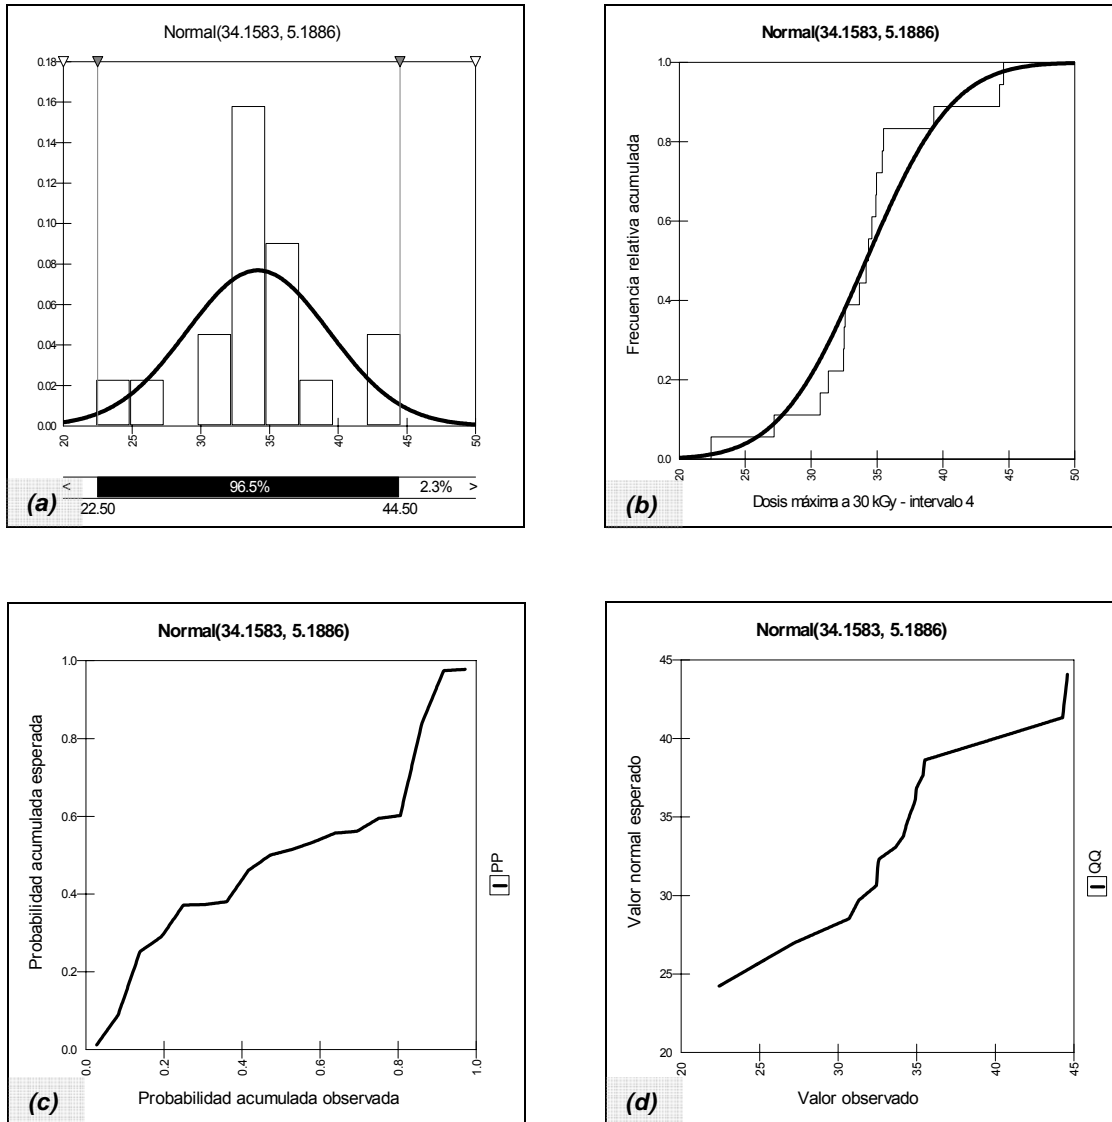 Normal(34.1583, 5.1886)
0.18
0.16
0.14
0.12
0.10
0.08
0.06
0.04
0.02
0.00
20 25 30 35 40 45 50
< 96.5% 2.3% >
22.50 44.50
(a)
Normal(34.1583, 5.1886)
Frecuencia relativa acumulada
1.0
0.8
0.6
0.4
0.2
0.0
20 25 30 35 40 45 50
Dosis máxima a 30 kGy - intervalo 4
(b)
Normal(34.1583, 5.1886)
Probabilidad acumulada esperada
1.0
0.8
0.6
0.4
0.2
0.0
0.0 0.2 0.4 0.6 0.8 1.0
Probabilidad acumulada observada
PP
(c)
Normal(34.1583, 5.1886)
Valor normal esperado
45
40
35
30
25
20
20 25 30 35 40 45
Valor observado
QQ
(d)